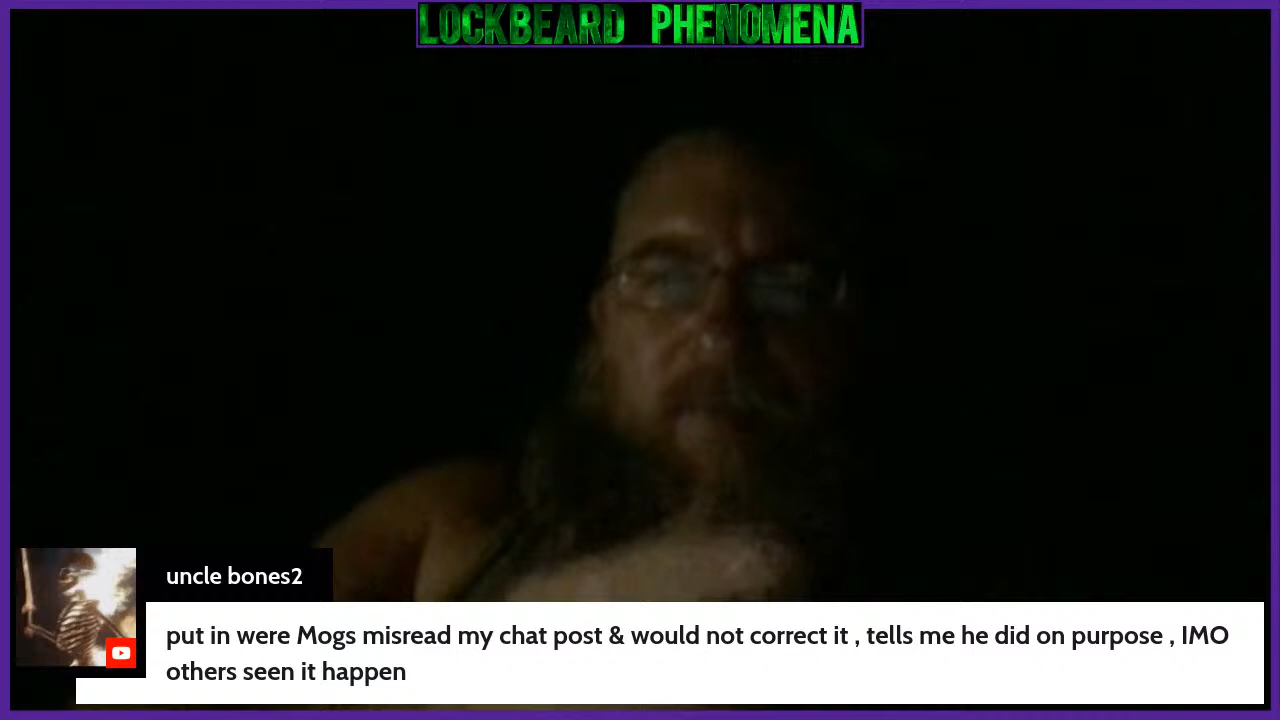 LOCKBEARD PHENOMENA
uncle bones2
put in were Mogs misread my chat post & would not correct it , tells me he did on purpose , IMO
others seen it happen